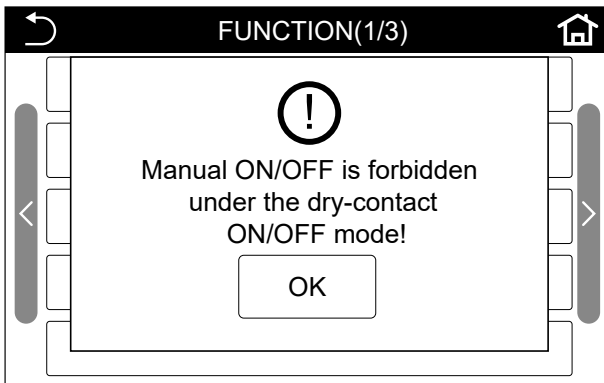 FUNCTION(1/3)
Manual ON/OFF is forbidden
under the dry-contact
ON/OFF mode!
OK